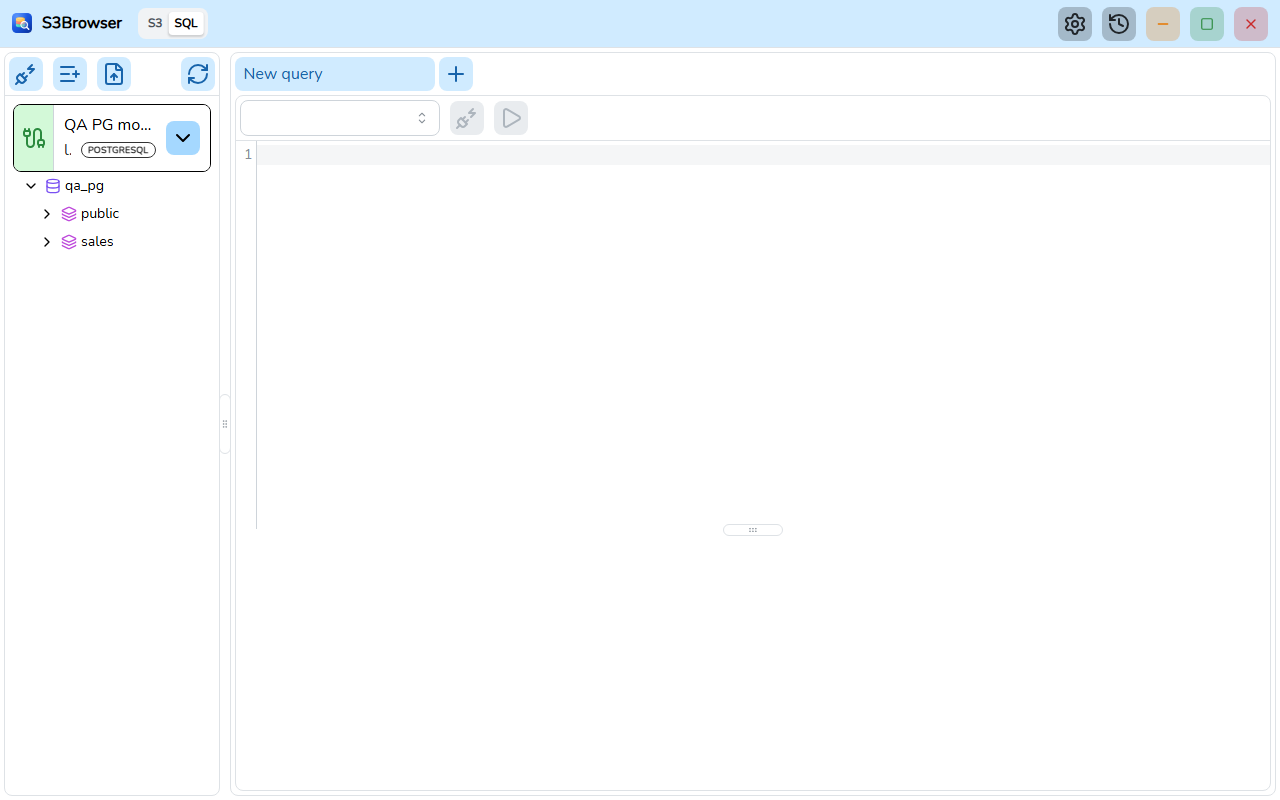 S3Browser
S3 SQL
New query
1
QA PG mo...
l. POSTGRESQL
qa_pg
public
sales